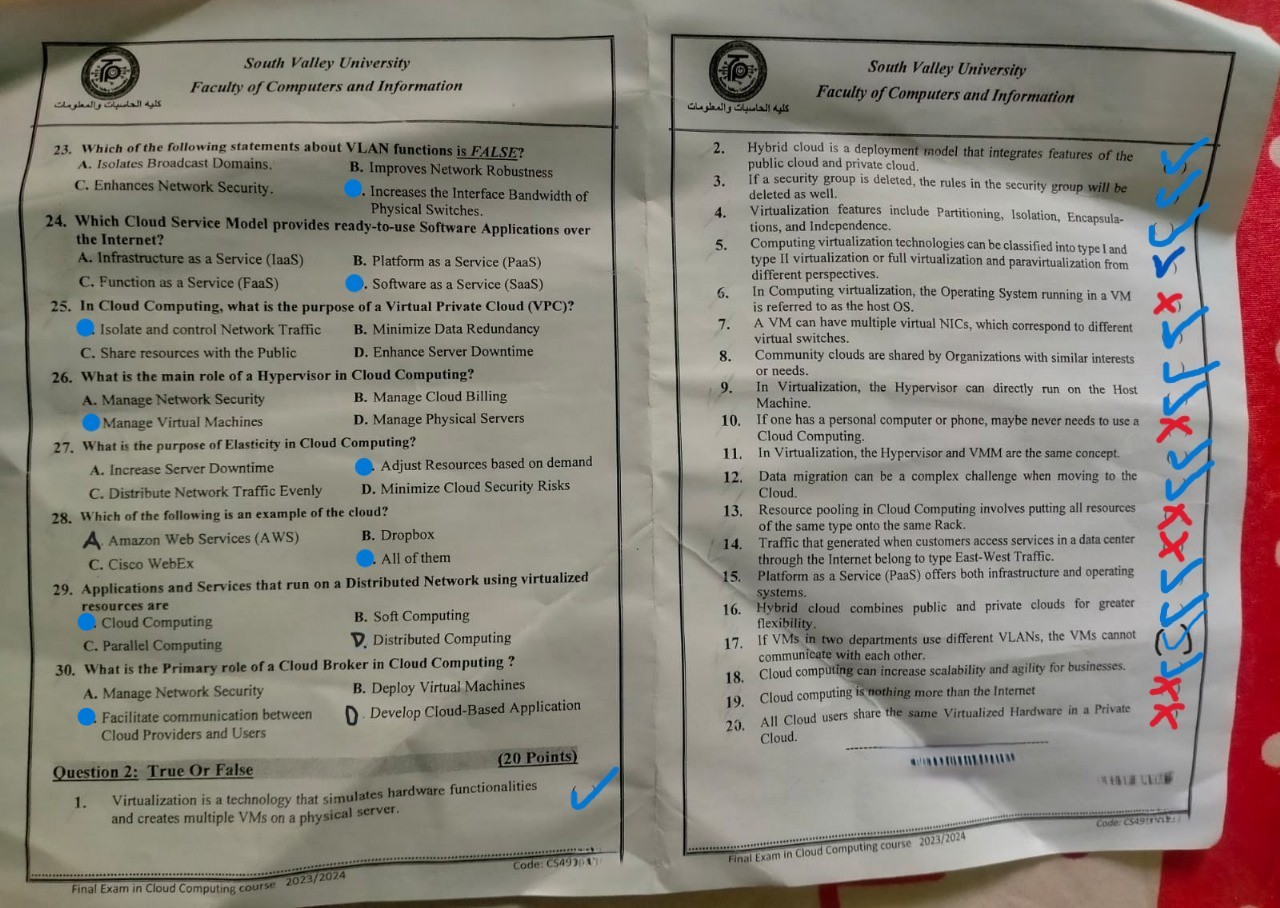 South Valley University
Faculty of Computers and Information
كلية الحاسبات والمعلومات
23. Which of the following statements about VLAN functions is FALSE?
A. Isolates Broadcast Domains.
B. Improves Network Robustness
C. Enhances Network Security.
. Increases the Interface Bandwidth of
Physical Switches.
24. Which Cloud Service Model provides ready-to-use Software Applications over
the Internet?
A. Infrastructure as a Service (IaaS)
B. Platform as a Service (PaaS)
C. Function as a Service (FaaS)
. Software as a Service (SaaS)
25. In Cloud Computing, what is the purpose of a Virtual Private Cloud (VPC)?
. Isolate and control Network Traffic
B. Minimize Data Redundancy
C. Share resources with the Public
D. Enhance Server Downtime
26. What is the main role of a Hypervisor in Cloud Computing?
A. Manage Network Security
B. Manage Cloud Billing
Manage Virtual Machines
D. Manage Physical Servers
27. What is the purpose of Elasticity in Cloud Computing?
A. Increase Server Downtime
. Adjust Resources based on demand
C. Distribute Network Traffic Evenly
D. Minimize Cloud Security Risks
28. Which of the following is an example of the cloud?
A. Amazon Web Services (AWS)
B. Dropbox
C. Cisco WebEx
. All of them
29. Applications and Services that run on a Distributed Network using virtualized
resources are
. Cloud Computing
B. Soft Computing
C. Parallel Computing
D. Distributed Computing
30. What is the Primary role of a Cloud Broker in Cloud Computing ?
A. Manage Network Security
B. Deploy Virtual Machines
. Facilitate communication between
Cloud Providers and Users
D. Develop Cloud-Based Application
Question 2: True Or False (20 Points)
1. Virtualization is a technology that simulates hardware functionalities
and creates multiple VMs on a physical server.
( )
Code: CS49
Final Exam in Cloud Computing course 2023/2024
South Valley University
Faculty of Computers and Information
كلية الحاسبات والمعلومات
2. Hybrid cloud is a deployment model that integrates features of the
public cloud and private cloud.
3. If a security group is deleted, the rules in the security group will be
deleted as well.
4. Virtualization features include Partitioning, Isolation, Encapsula-
tions, and Independence.
5. Computing virtualization technologies can be classified into type I and
type II virtualization or full virtualization and paravirtualization from
different perspectives.
6. In Computing virtualization, the Operating System running in a VM
is referred to as the host OS.
7. A VM can have multiple virtual NICs, which correspond to different
virtual switches.
8. Community clouds are shared by Organizations with similar interests
or needs.
9. In Virtualization, the Hypervisor can directly run on the Host
Machine.
10. If one has a personal computer or phone, maybe never needs to use a
Cloud Computing.
11. In Virtualization, the Hypervisor and VMM are the same concept.
12. Data migration can be a complex challenge when moving to the
Cloud.
13. Resource pooling in Cloud Computing involves putting all resources
of the same type onto the same Rack.
14. Traffic that generated when customers access services in a data center
through the Internet belong to type East-West Traffic.
15. Platform as a Service (PaaS) offers both infrastructure and operating
systems.
16. Hybrid cloud combines public and private clouds for greater
flexibility.
17. If VMs in two departments use different VLANs, the VMs cannot
communicate with each other.
18. Cloud computing can increase scalability and agility for businesses.
19. Cloud computing is nothing more than the Internet
20. All Cloud users share the same Virtualized Hardware in a Private
Cloud.
Code: CS49
Final Exam in Cloud Computing course 2023/2024